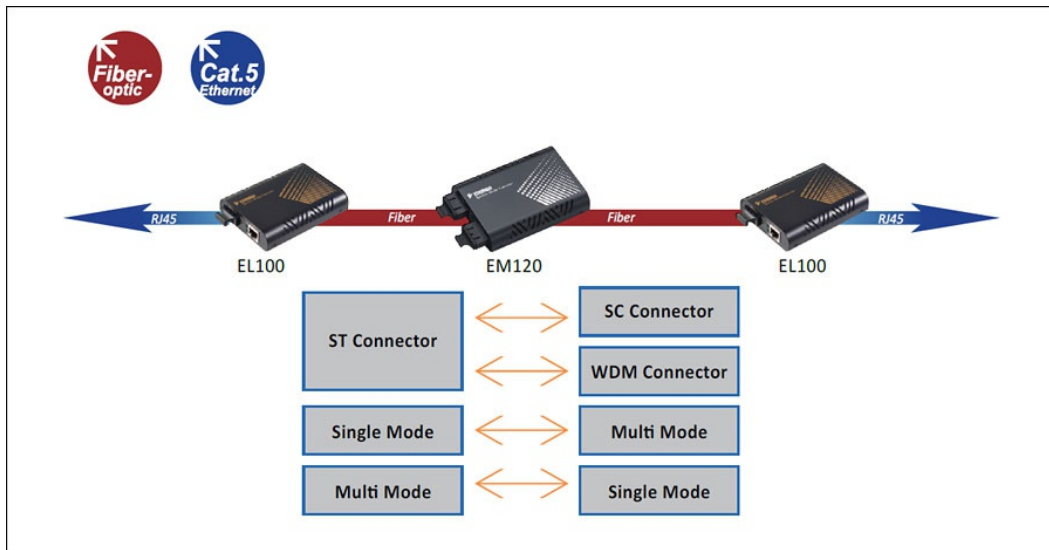 Fiber-
optic
Cat.5
Ethernet
RJ45
Fiber
Fiber
RJ45
EL100
EM120
EL100
ST Connector
SC Connector
WDM Connector
Single Mode
Multi Mode
Multi Mode
Single Mode